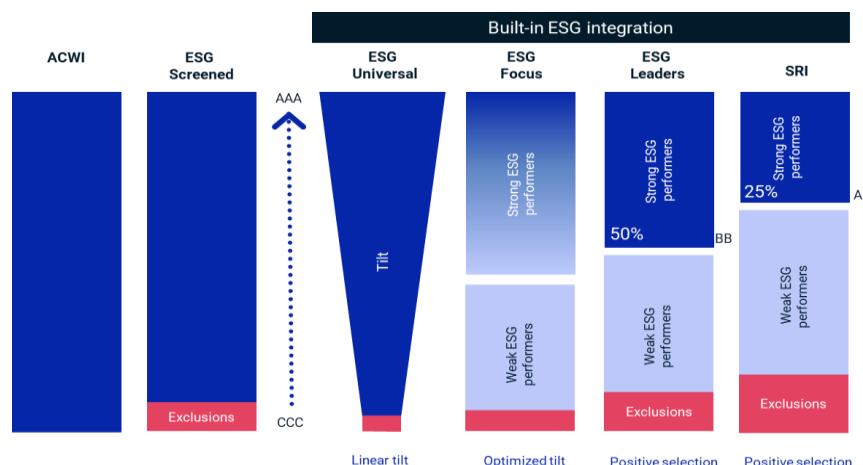 Built-in ESG integration
ACWI
ESG
Screened
ESG
Universal
ESG
Focus
ESG
Leaders
SRI
AAA
Exclusions
CCC
Tilt
Strong ESG
performers
Weak ESG
performers
Strong ESG
performers
50%
BB
Weak ESG
performers
Exclusions
Strong ESG
performers
25%
A
Weak ESG
performers
Exclusions
Linear tilt
Optimized tilt
Positive selection
Positive selection